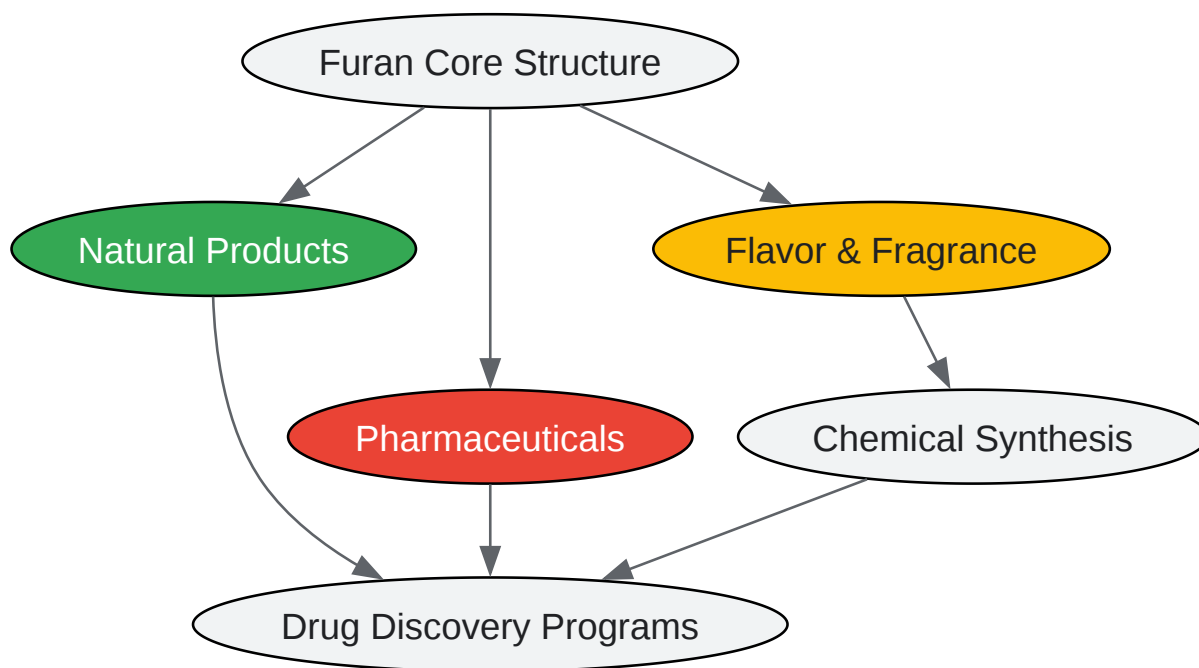 Furan Core Structure
Natural Products
Flavor & Fragrance
Pharmaceuticals
Chemical Synthesis
Drug Discovery Programs